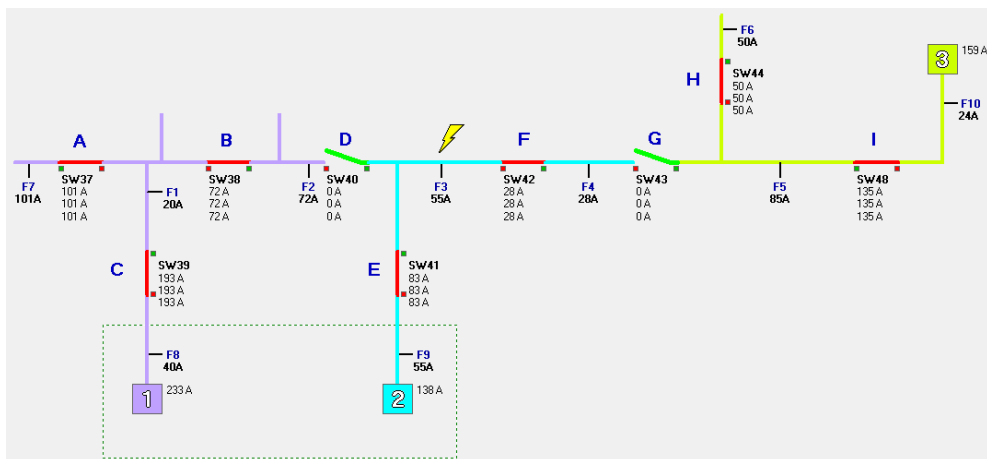 F6
50A
3
159 A
H
SW44
50 A
50 A
50 A
F10
24A
A
B
D
F
G
I
F7
101A
SW37
101 A
101 A
101 A
F1
20A
SW38
72 A
72 A
72 A
F2
72A
SW40
0 A
0 A
0 A
F3
55A
SW42
28 A
28 A
28 A
F4
28A
SW43
0 A
0 A
0 A
F5
85A
SW48
135 A
135 A
135 A
C
SW39
193 A
193 A
193 A
E
SW41
83 A
83 A
83 A
F8
40A
1
233 A
F9
55A
2
138 A